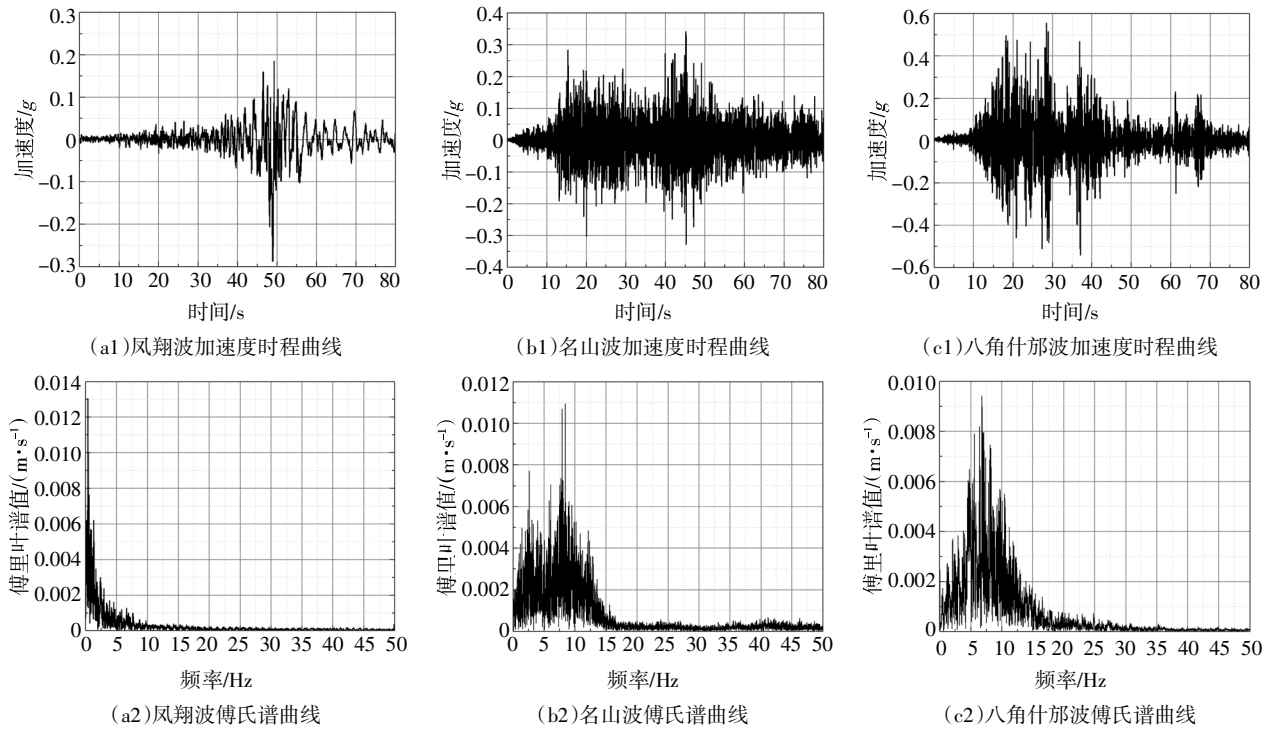 加速度/g
0.3
0.2
0.1
0
−0.1
−0.2
−0.3
0 10 20 30 40 50 60 70 80
时间/s
(a1)凤翔波加速度时程曲线
加速度/g
0.4
0.3
0.2
0.1
0
−0.1
−0.2
−0.3
−0.4
0 10 20 30 40 50 60 70 80
时间/s
(b1)名山波加速度时程曲线
加速度/g
0.6
0.4
0.2
0
−0.2
−0.4
−0.6
0 10 20 30 40 50 60 70 80
时间/s
(c1)八角什邡波加速度时程曲线
傅里叶谱值/(m·s⁻¹)
0.014
0.012
0.010
0.008
0.006
0.004
0.002
0
0 5 10 15 20 25 30 35 40 45 50
频率/Hz
(a2)凤翔波傅氏谱曲线
傅里叶谱值/(m·s⁻¹)
0.012
0.010
0.008
0.006
0.004
0.002
0
0 5 10 15 20 25 30 35 40 45 50
频率/Hz
(b2)名山波傅氏谱曲线
傅里叶谱值/(m·s⁻¹)
0.010
0.008
0.006
0.004
0.002
0
0 5 10 15 20 25 30 35 40 45 50
频率/Hz
(c2)八角什邡波傅氏谱曲线